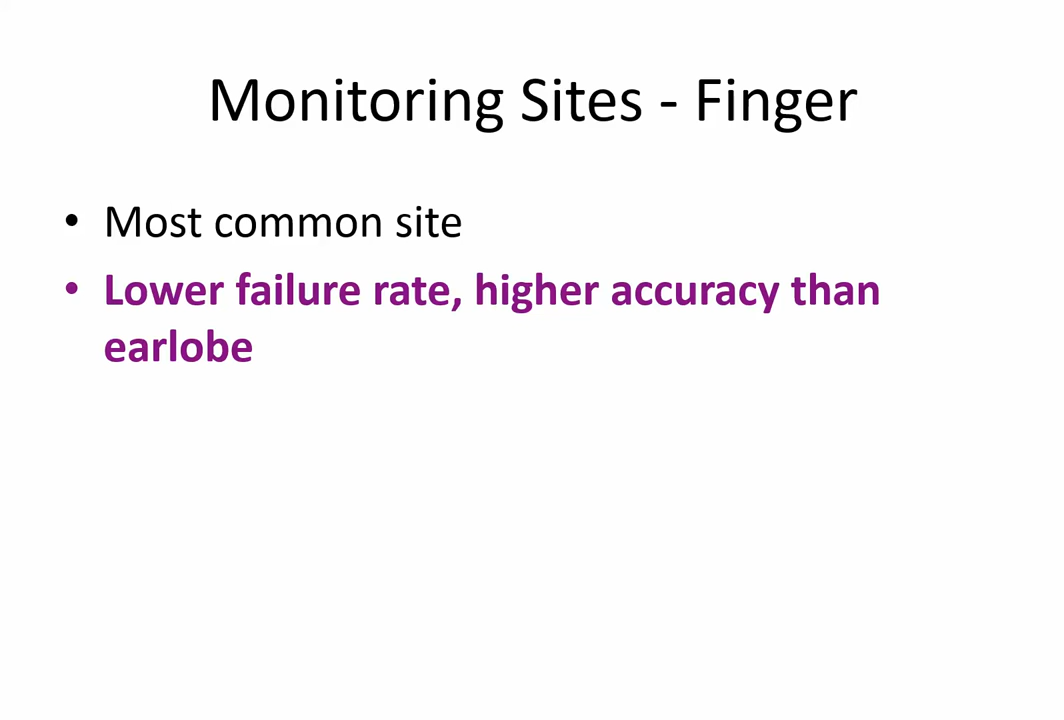 Monitoring Sites - Finger
• Most common site
• Lower failure rate, higher accuracy than
earlobe